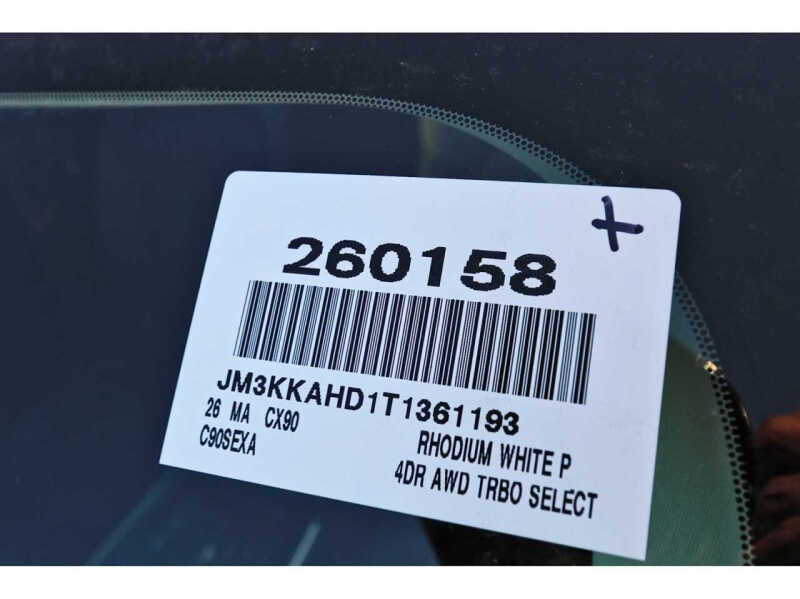 260158
JM3KKAHD1T1361193
26 MA CX90
RHODIUM WHITE P
C90SEXA
4DR AWD TRBO SELECT